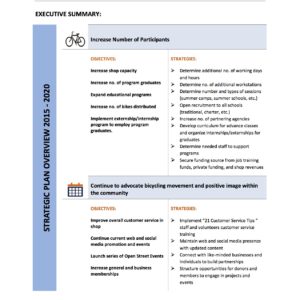 EXECUTIVE SUMMARY:
STRATEGIC PLAN OVERVIEW 2015 - 2020
Increase Number of Participants
OBJECTIVES:
Increase shop capacity
Increase no. of program graduates
Expand educational programs
Increase no. of bikes distributed
Implement externship/internship
program to employ program
graduates.
STRATEGIES:
➤ Determine additional no. of working days
and hours
➤ Determine no. of additional workstations
➤ Determine number and types of sessions
(summer camps, summer schools, etc.)
➤ Open recruitment to all schools
(traditional, charter, etc.)
➤ Increase no. of partnering agencies
➤ Develop curriculum for advance classes
and organize internships/externships for
graduates
➤ Determine needed staff to support
programs
➤ Secure funding source from job training
funds, private funding, and shop revenues
Continue to advocate bicycling movement and positive image within
the community
OBJECTIVES:
Improve overall customer service in
shop
Continue current web and social
media promotion and events
Launch series of Open Street Events
Increase general and business
memberships
STRATEGIES:
➤ Implement "21 Customer Service Tips"
staff and volunteers customer service
training
➤ Maintain web and social media presence
with updated content
➤ Connect with like-minded businesses
and individuals to build partnerships
➤ Structure opportunities for donors and
members to engage in projects and
events